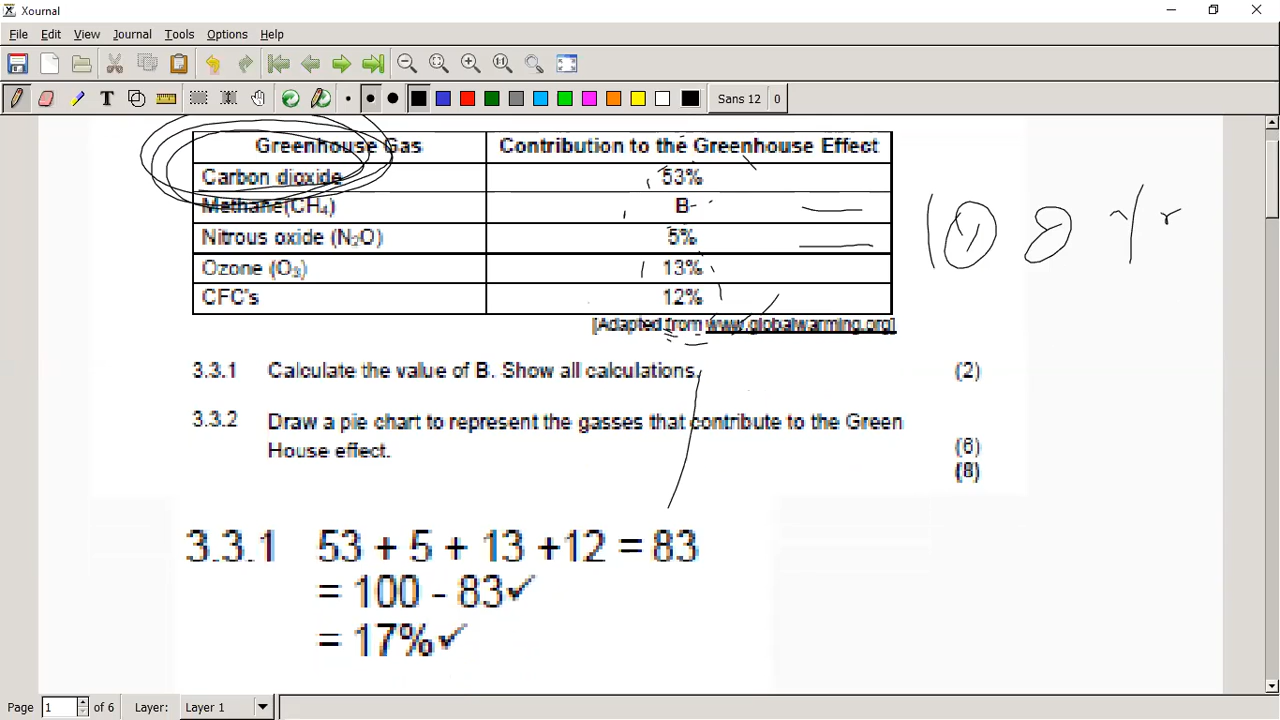 Xournal
File Edit View Journal Tools Options Help
Sans 12 0
Greenhouse Gas Contribution to the Greenhouse Effect
Carbon dioxide 53%
Methane(CH₄) B
Nitrous oxide (N₂O) 5%
Ozone (O₃) 13%
CFC's 12%
[Adapted from www.globalwarming.org]
3.3.1 Calculate the value of B. Show all calculations. (2)
3.3.2 Draw a pie chart to represent the gasses that contribute to the Green
House effect. (6)
(8)
3.3.1 53 + 5 + 13 +12 = 83
= 100 - 83✓
= 17%✓
Page 1 of 6 Layer: Layer 1